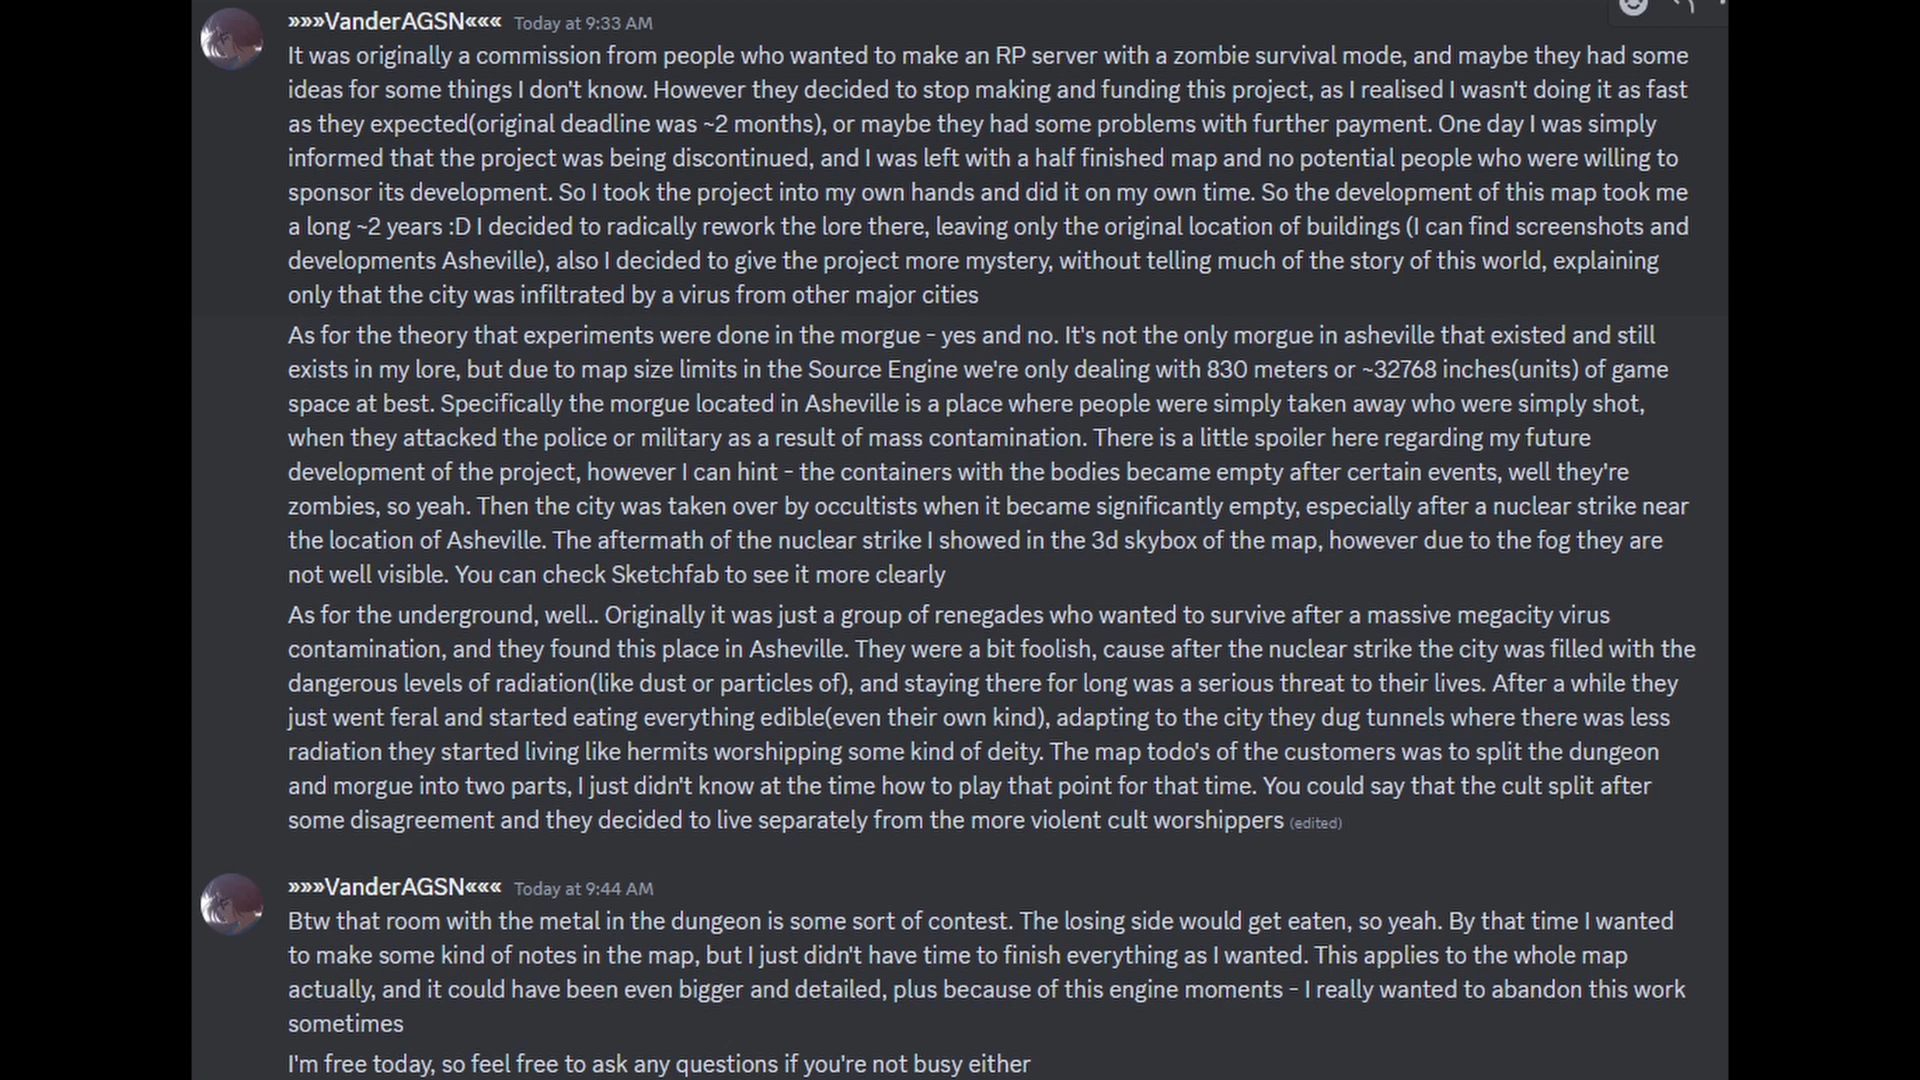 »»»VanderAGSN««« Today at 9:33 AM
It was originally a commission from people who wanted to make an RP server with a zombie survival mode, and maybe they had some
ideas for some things I don't know. However they decided to stop making and funding this project, as I realised I wasn't doing it as fast
as they expected(original deadline was ~2 months), or maybe they had some problems with further payment. One day I was simply
informed that the project was being discontinued, and I was left with a half finished map and no potential people who were willing to
sponsor its development. So I took the project into my own hands and did it on my own time. So the development of this map took me
a long ~2 years :D I decided to radically rework the lore there, leaving only the original location of buildings (I can find screenshots and
developments Asheville), also I decided to give the project more mystery, without telling much of the story of this world, explaining
only that the city was infiltrated by a virus from other major cities
As for the theory that experiments were done in the morgue - yes and no. It's not the only morgue in asheville that existed and still
exists in my lore, but due to map size limits in the Source Engine we're only dealing with 830 meters or ~32768 inches(units) of game
space at best. Specifically the morgue located in Asheville is a place where people were simply taken away who were simply shot,
when they attacked the police or military as a result of mass contamination. There is a little spoiler here regarding my future
development of the project, however I can hint - the containers with the bodies became empty after certain events, well they're
zombies, so yeah. Then the city was taken over by occultists when it became significantly empty, especially after a nuclear strike near
the location of Asheville. The aftermath of the nuclear strike I showed in the 3d skybox of the map, however due to the fog they are
not well visible. You can check Sketchfab to see it more clearly
As for the underground, well.. Originally it was just a group of renegades who wanted to survive after a massive megacity virus
contamination, and they found this place in Asheville. They were a bit foolish, cause after the nuclear strike the city was filled with the
dangerous levels of radiation(like dust or particles of), and staying there for long was a serious threat to their lives. After a while they
just went feral and started eating everything edible(even their own kind), adapting to the city they dug tunnels where there was less
radiation they started living like hermits worshipping some kind of deity. The map todo's of the customers was to split the dungeon
and morgue into two parts, I just didn't know at the time how to play that point for that time. You could say that the cult split after
some disagreement and they decided to live separately from the more violent cult worshippers (edited)
»»»VanderAGSN««« Today at 9:44 AM
Btw that room with the metal in the dungeon is some sort of contest. The losing side would get eaten, so yeah. By that time I wanted
to make some kind of notes in the map, but I just didn't have time to finish everything as I wanted. This applies to the whole map
actually, and it could have been even bigger and detailed, plus because of this engine moments - I really wanted to abandon this work
sometimes
I'm free today, so feel free to ask any questions if you're not busy either